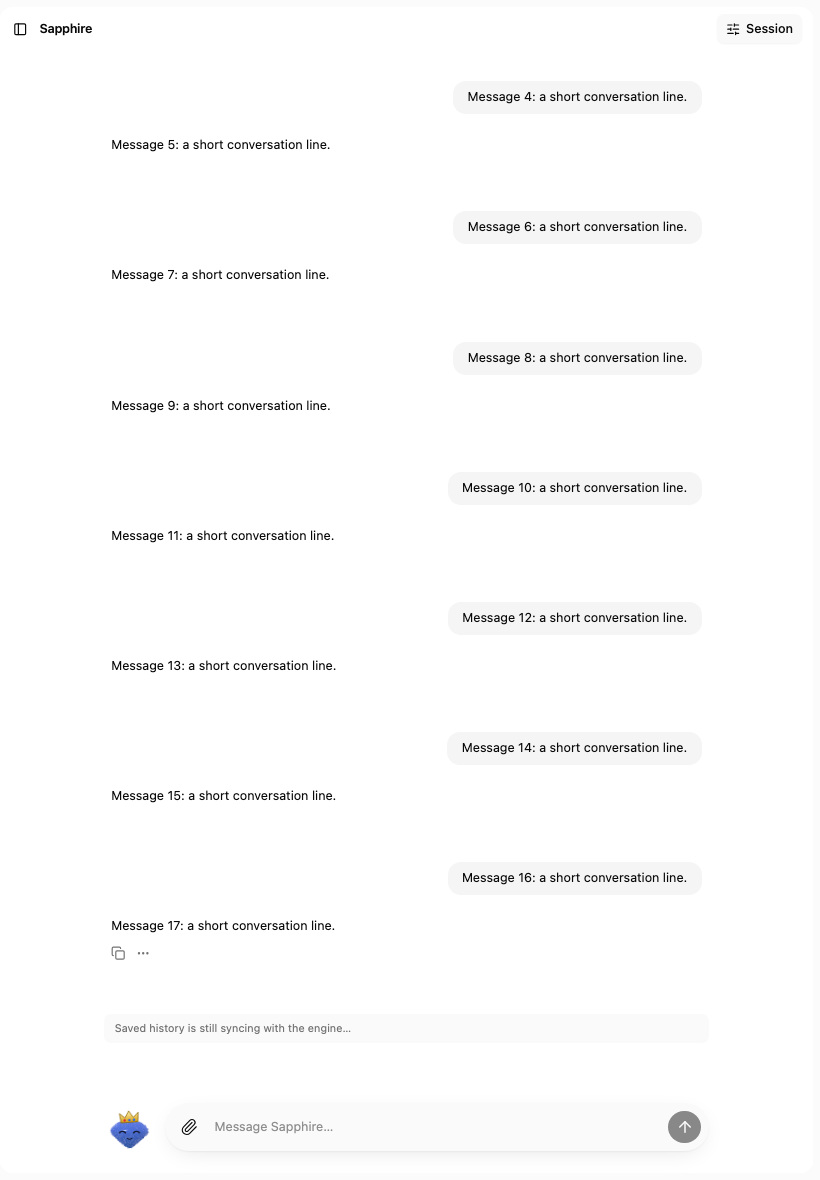 Sapphire
Session
Message 4: a short conversation line.
Message 5: a short conversation line.
Message 6: a short conversation line.
Message 7: a short conversation line.
Message 8: a short conversation line.
Message 9: a short conversation line.
Message 10: a short conversation line.
Message 11: a short conversation line.
Message 12: a short conversation line.
Message 13: a short conversation line.
Message 14: a short conversation line.
Message 15: a short conversation line.
Message 16: a short conversation line.
Message 17: a short conversation line.
Saved history is still syncing with the engine...
Message Sapphire...